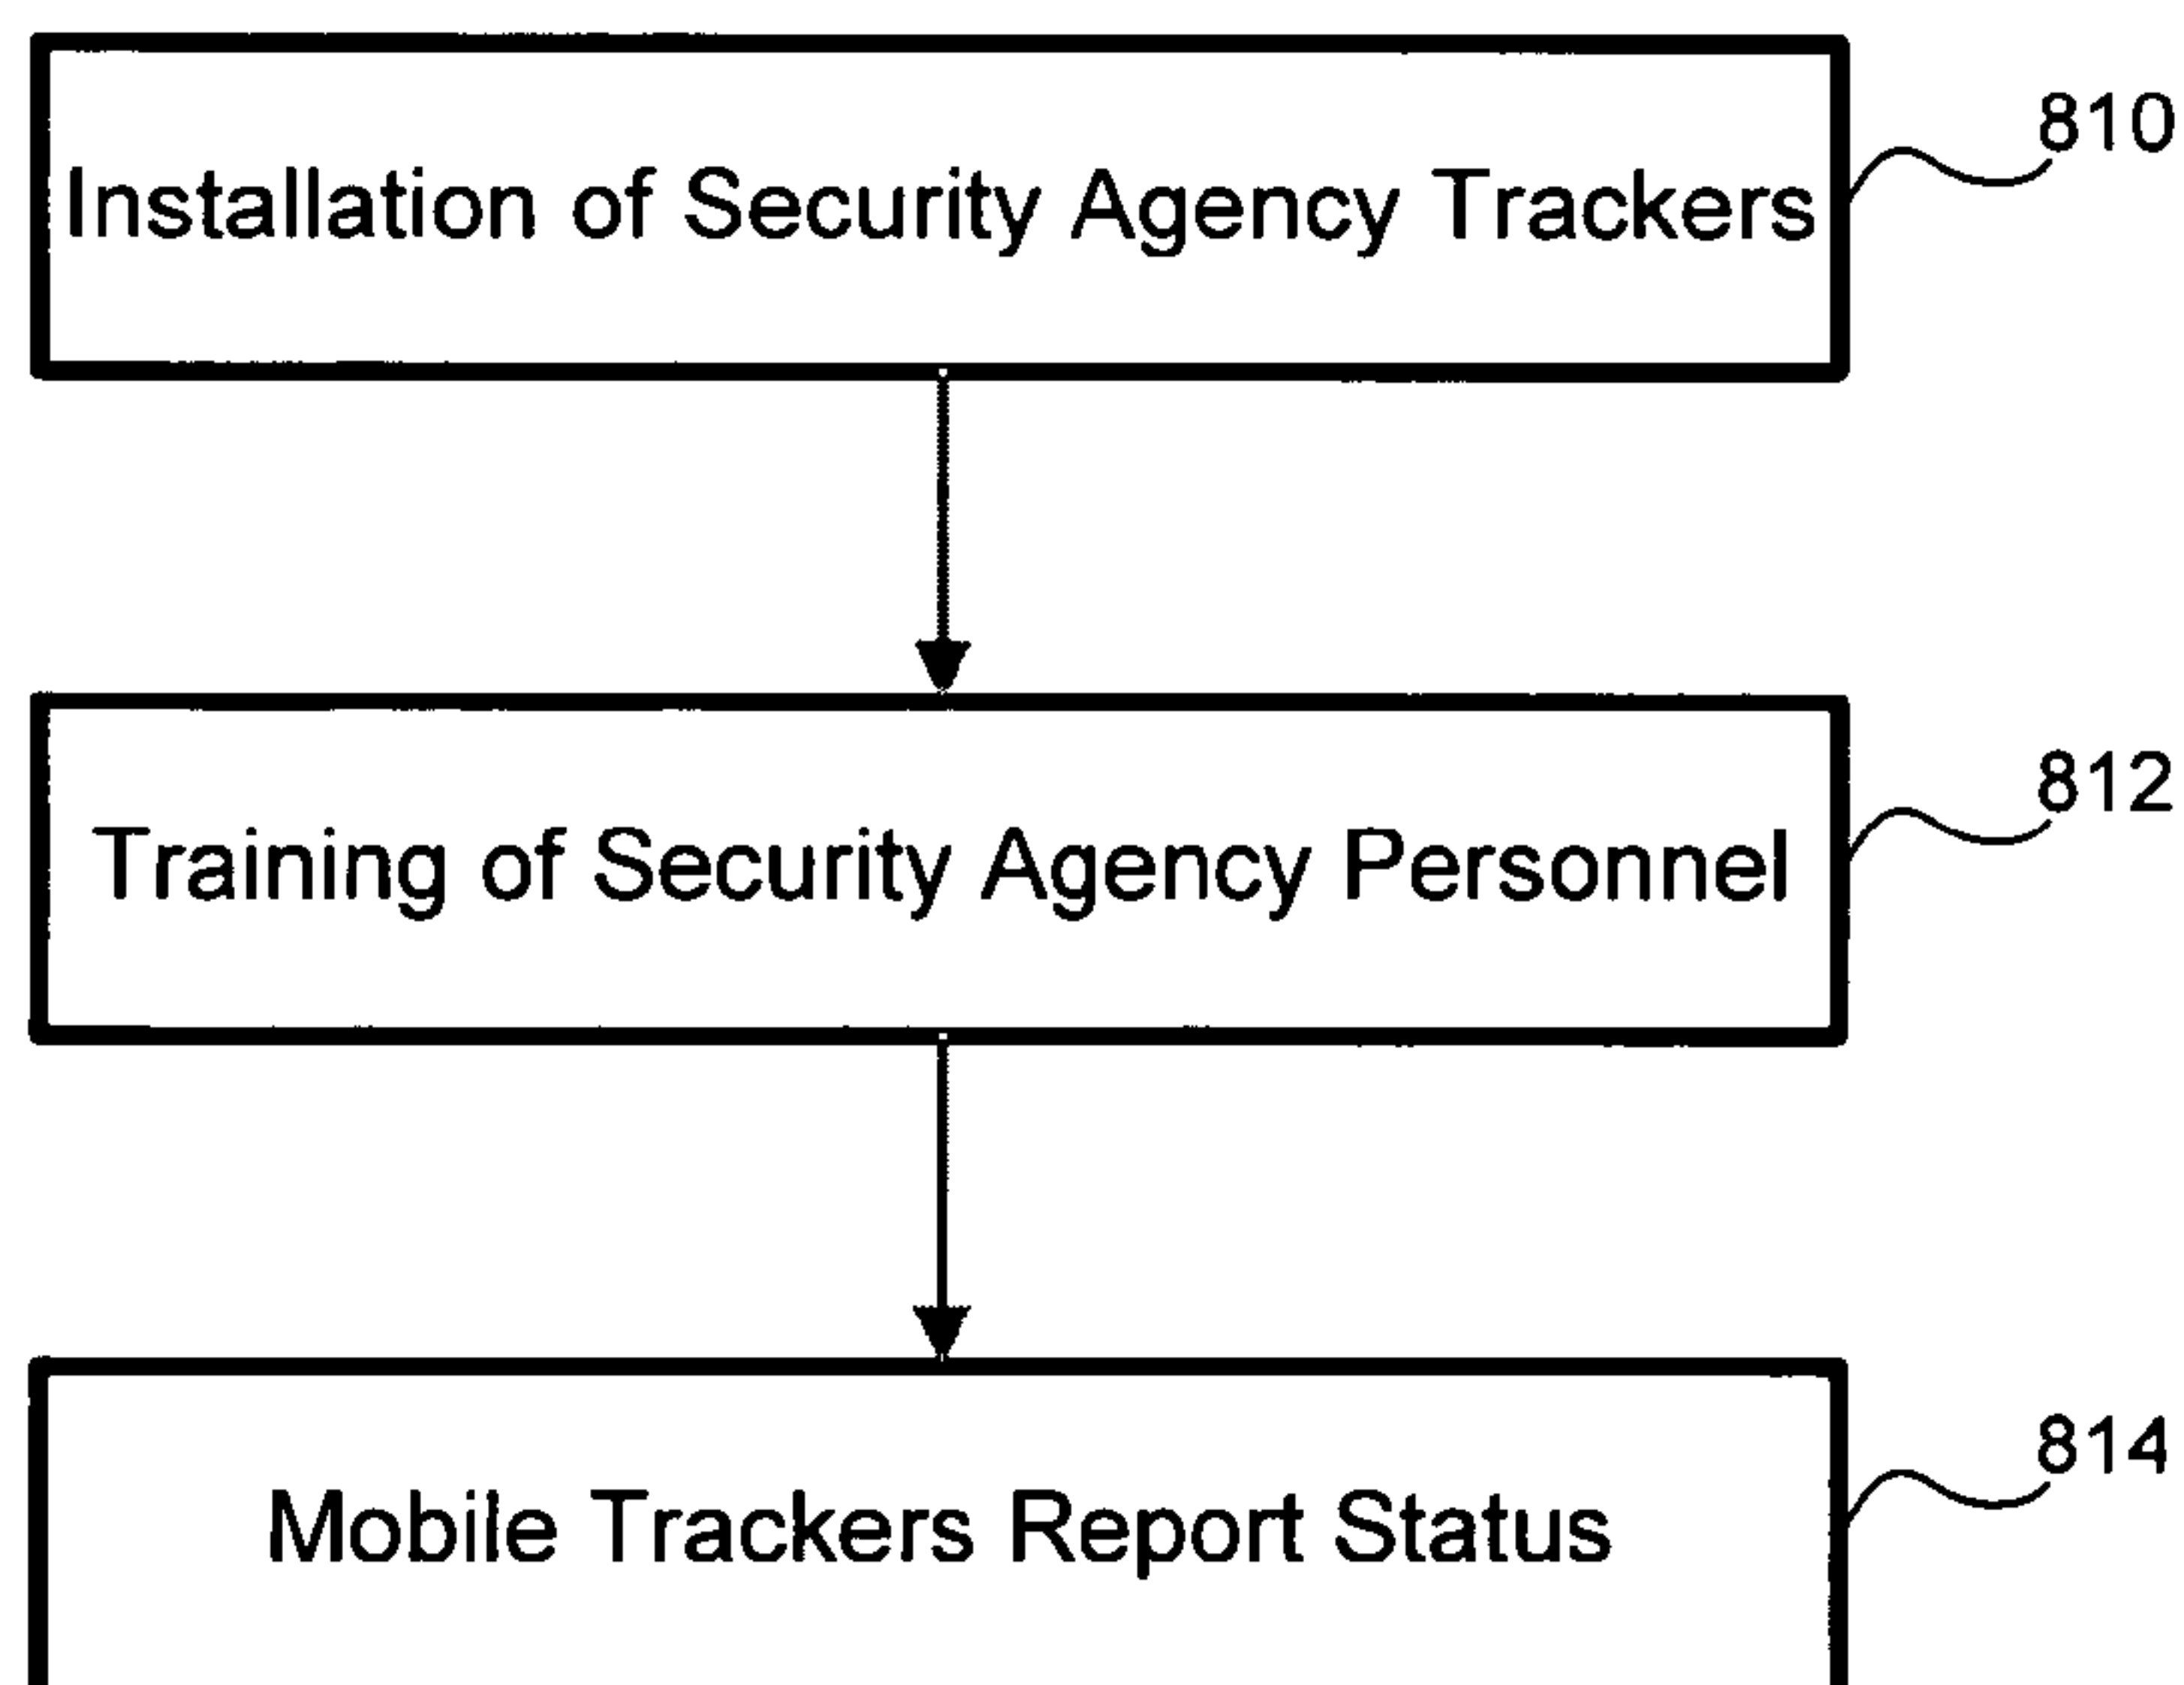 Installation of Security Agency Trackers
810
Training of Security Agency Personnel
812
Mobile Trackers Report Status
814